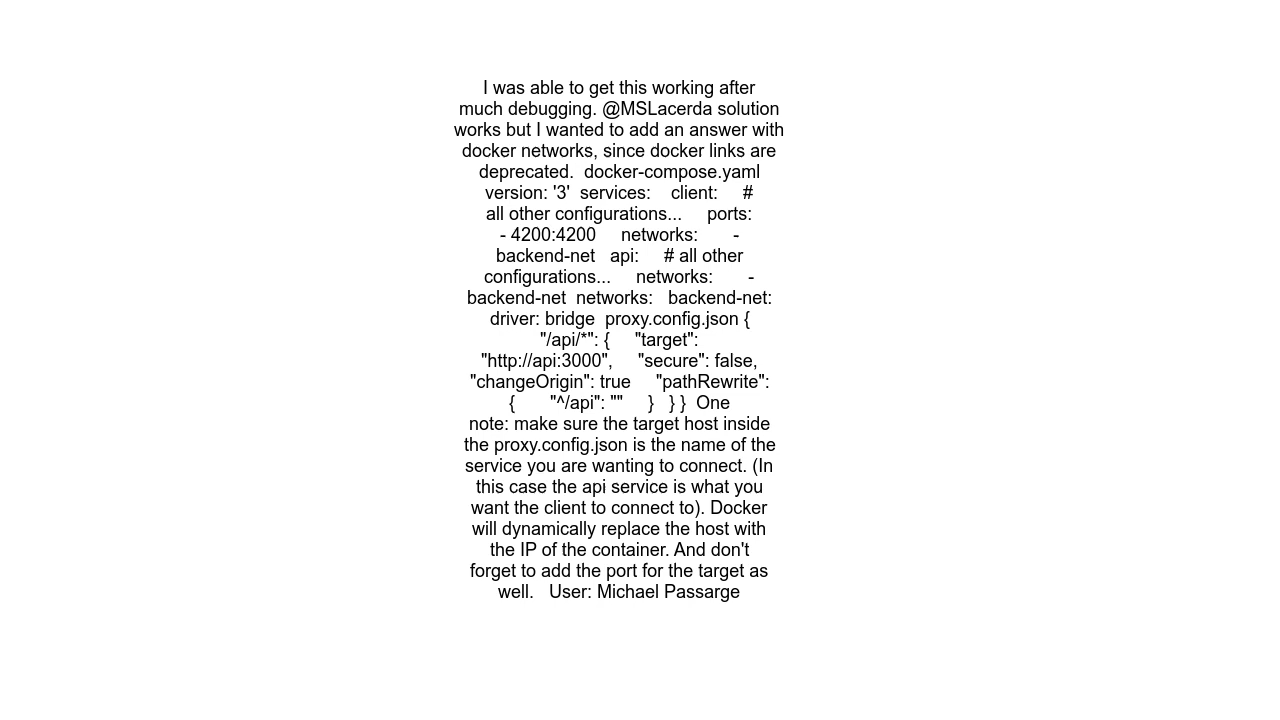 I was able to get this working after
much debugging. @MSLacerda solution
works but I wanted to add an answer with
docker networks, since docker links are
deprecated.  docker-compose.yaml
version: '3'  services:    client:     #
all other configurations...     ports:
- 4200:4200     networks:       -
backend-net   api:     # all other
configurations...     networks:       -
backend-net  networks:   backend-net:
driver: bridge  proxy.config.json {
"/api/*": {     "target":
"http://api:3000",     "secure": false,
"changeOrigin": true     "pathRewrite":
{       "^/api": ""     }   } }  One
note: make sure the target host inside
the proxy.config.json is the name of the
service you are wanting to connect. (In
this case the api service is what you
want the client to connect to). Docker
will dynamically replace the host with
the IP of the container. And don't
forget to add the port for the target as
well.   User: Michael Passarge